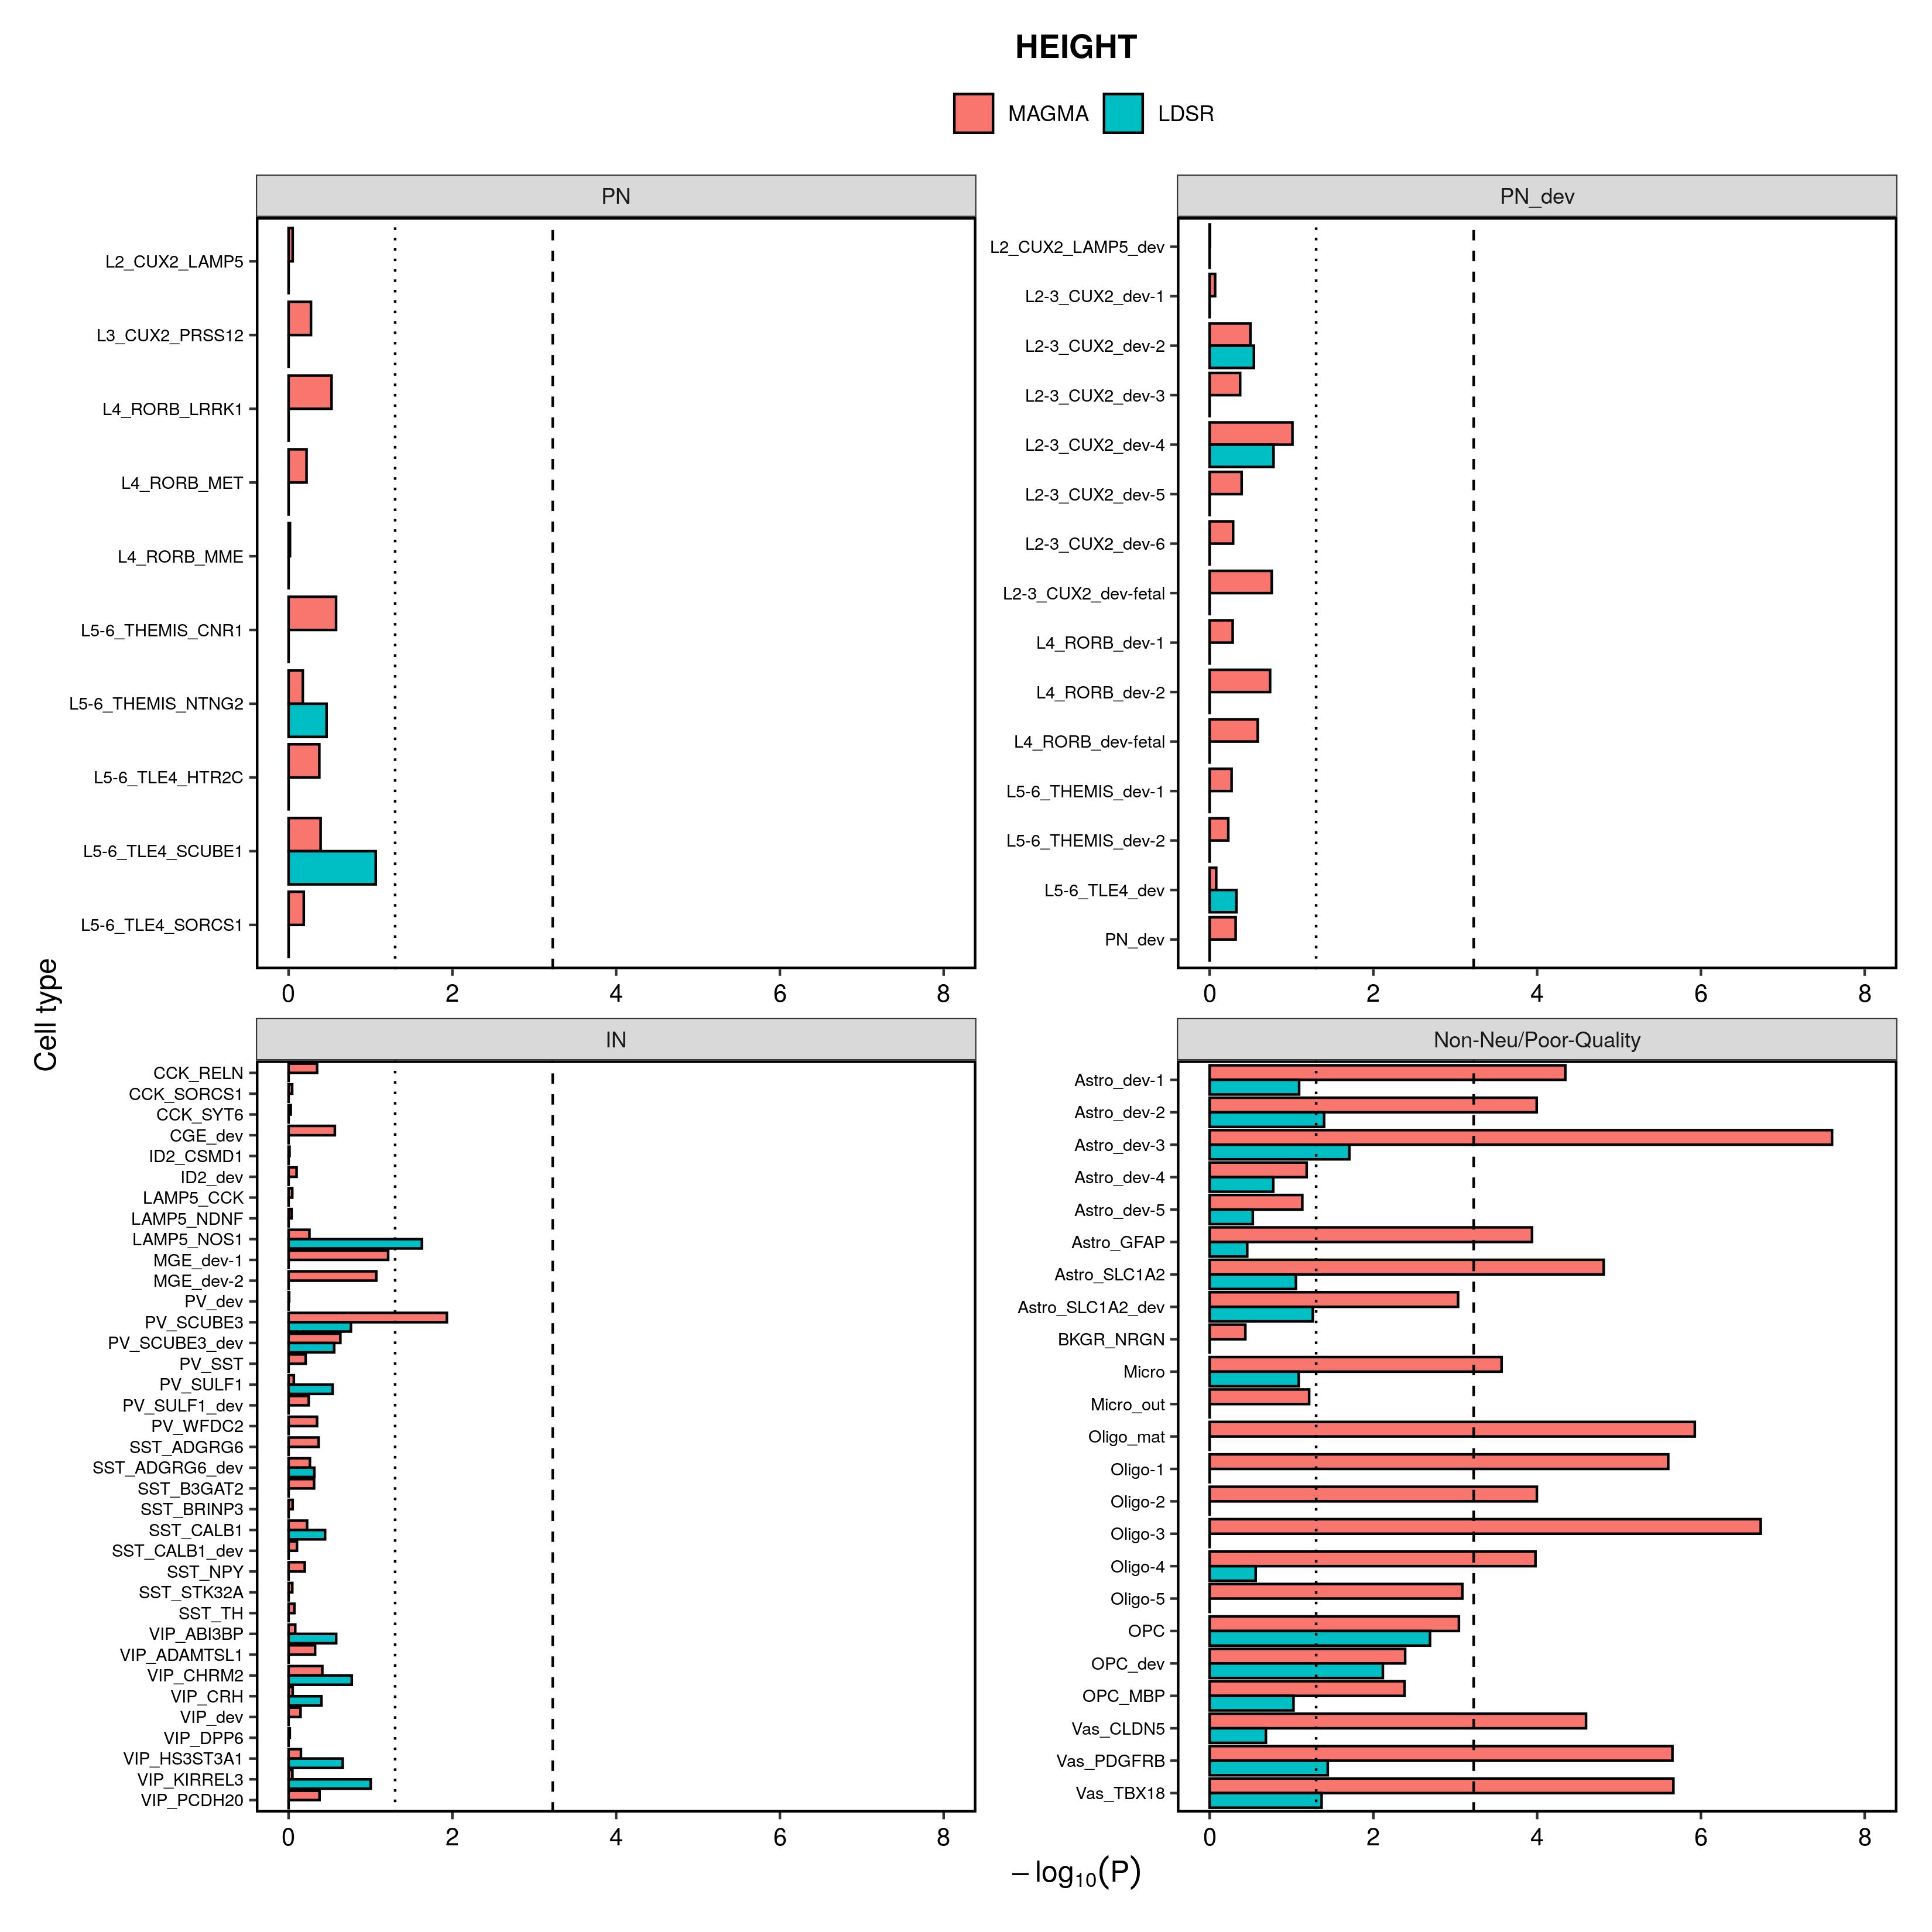 HEIGHT
MAGMA LDSR
PN
L2_CUX2_LAMP5
L3_CUX2_PRSS12
L4_RORB_LRRK1
L4_RORB_MET
L4_RORB_MME
L5-6_THEMIS_CNR1
L5-6_THEMIS_NTNG2
L5-6_TLE4_HTR2C
L5-6_TLE4_SCUBE1
L5-6_TLE4_SORCS1
0 2 4 6 8
PN_dev
L2_CUX2_LAMP5_dev
L2-3_CUX2_dev-1
L2-3_CUX2_dev-2
L2-3_CUX2_dev-3
L2-3_CUX2_dev-4
L2-3_CUX2_dev-5
L2-3_CUX2_dev-6
L2-3_CUX2_dev-fetal
L4_RORB_dev-1
L4_RORB_dev-2
L4_RORB_dev-fetal
L5-6_THEMIS_dev-1
L5-6_THEMIS_dev-2
L5-6_TLE4_dev
PN_dev
0 2 4 6 8
Cell type
IN
CCK_RELN
CCK_SORCS1
CCK_SYT6
CGE_dev
ID2_CSMD1
ID2_dev
LAMP5_CCK
LAMP5_NDNF
LAMP5_NOS1
MGE_dev-1
MGE_dev-2
PV_dev
PV_SCUBE3
PV_SCUBE3_dev
PV_SST
PV_SULF1
PV_SULF1_dev
PV_WFDC2
SST_ADGRG6
SST_ADGRG6_dev
SST_B3GAT2
SST_BRINP3
SST_CALB1
SST_CALB1_dev
SST_NPY
SST_STK32A
SST_TH
VIP_ABI3BP
VIP_ADAMTSL1
VIP_CHRM2
VIP_CRH
VIP_dev
VIP_DPP6
VIP_HS3ST3A1
VIP_KIRREL3
VIP_PCDH20
0 2 4 6 8
Non-Neu/Poor-Quality
Astro_dev-1
Astro_dev-2
Astro_dev-3
Astro_dev-4
Astro_dev-5
Astro_GFAP
Astro_SLC1A2
Astro_SLC1A2_dev
BKGR_NRGN
Micro
Micro_out
Oligo_mat
Oligo-1
Oligo-2
Oligo-3
Oligo-4
Oligo-5
OPC
OPC_dev
OPC_MBP
Vas_CLDN5
Vas_PDGFRB
Vas_TBX18
0 2 4 6 8
−log₁₀(P)